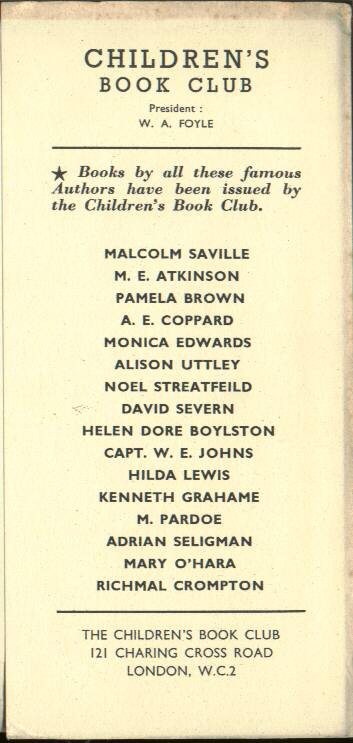 CHILDREN'S
BOOK CLUB
President :
W. A. FOYLE
★ Books by all these famous
Authors have been issued by
the Children's Book Club.
MALCOLM SAVILLE
M. E. ATKINSON
PAMELA BROWN
A. E. COPPARD
MONICA EDWARDS
ALISON UTTLEY
NOEL STREATFEILD
DAVID SEVERN
HELEN DORE BOYLSTON
CAPT. W. E. JOHNS
HILDA LEWIS
KENNETH GRAHAME
M. PARDOE
ADRIAN SELIGMAN
MARY O'HARA
RICHMAL CROMPTON
THE CHILDREN'S BOOK CLUB
121 CHARING CROSS ROAD
LONDON, W.C.2